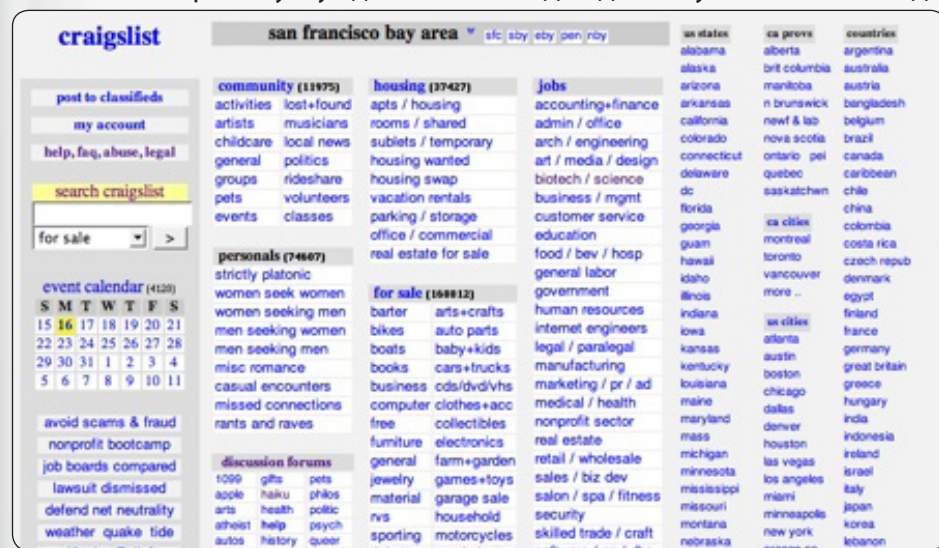 craigslist
post to classifieds
my account
help, faq, abuse, legal
search craigslist
for sale >
event calendar (4120)
S M T W T F S
15 16 17 18 19 20 21
22 23 24 25 26 27 28
29 30 31 1 2 3 4
5 6 7 8 9 10 11
avoid scams & fraud
nonprofit bootcamp
job boards compared
lawsuit dismissed
defend net neutrality
weather quake tide
san francisco bay area sfc sby eby pen nby
community (11975)
activities lost+found
artists musicians
childcare local news
general politics
groups rideshare
pets volunteers
events classes
personals (74607)
strictly platonic
women seek women
women seeking men
men seeking women
men seeking men
misc romance
casual encounters
missed connections
rants and raves
discussion forums
1099 gifts pets
apple haiku philos
arts health politic
atheist help psych
autos history queer
housing (37427)
apts / housing
rooms / shared
sublets / temporary
housing wanted
housing swap
vacation rentals
parking / storage
office / commercial
real estate for sale
for sale (160012)
barter arts+crafts
bikes auto parts
boats baby+kids
books cars+trucks
business cds/dvd/vhs
computer clothes+acc
free collectibles
furniture electronics
general farm+garden
jewelry games+toys
material garage sale
rvs household
sporting motorcycles
jobs
accounting+finance
admin / office
arch / engineering
art / media / design
biotech / science
business / mgmt
customer service
education
food / bev / hosp
general labor
government
human resources
internet engineers
legal / paralegal
manufacturing
marketing / pr / ad
medical / health
nonprofit sector
real estate
retail / wholesale
sales / biz dev
salon / spa / fitness
security
skilled trade / craft
us states
alabama
alaska
arizona
arkansas
california
colorado
connecticut
delaware
dc
florida
georgia
guam
hawaii
idaho
illinois
indiana
iowa
kansas
kentucky
louisiana
maine
maryland
mass
michigan
minnesota
mississippi
missouri
montana
nebraska
ca provs
alberta
brit columbia
manitoba
n brunswick
newf & lab
nova scotia
ontario pei
quebec
saskatchwn
ca cities
montreal
toronto
vancouver
more ..
us cities
atlanta
austin
boston
chicago
dallas
denver
houston
las vegas
los angeles
miami
minneapolis
new york
countries
argentina
australia
austria
bangladesh
belgium
brazil
canada
caribbean
chile
china
colombia
costa rica
czech repub
denmark
egypt
finland
france
germany
great britain
greece
hungary
india
indonesia
ireland
israel
italy
japan
korea
lebanon